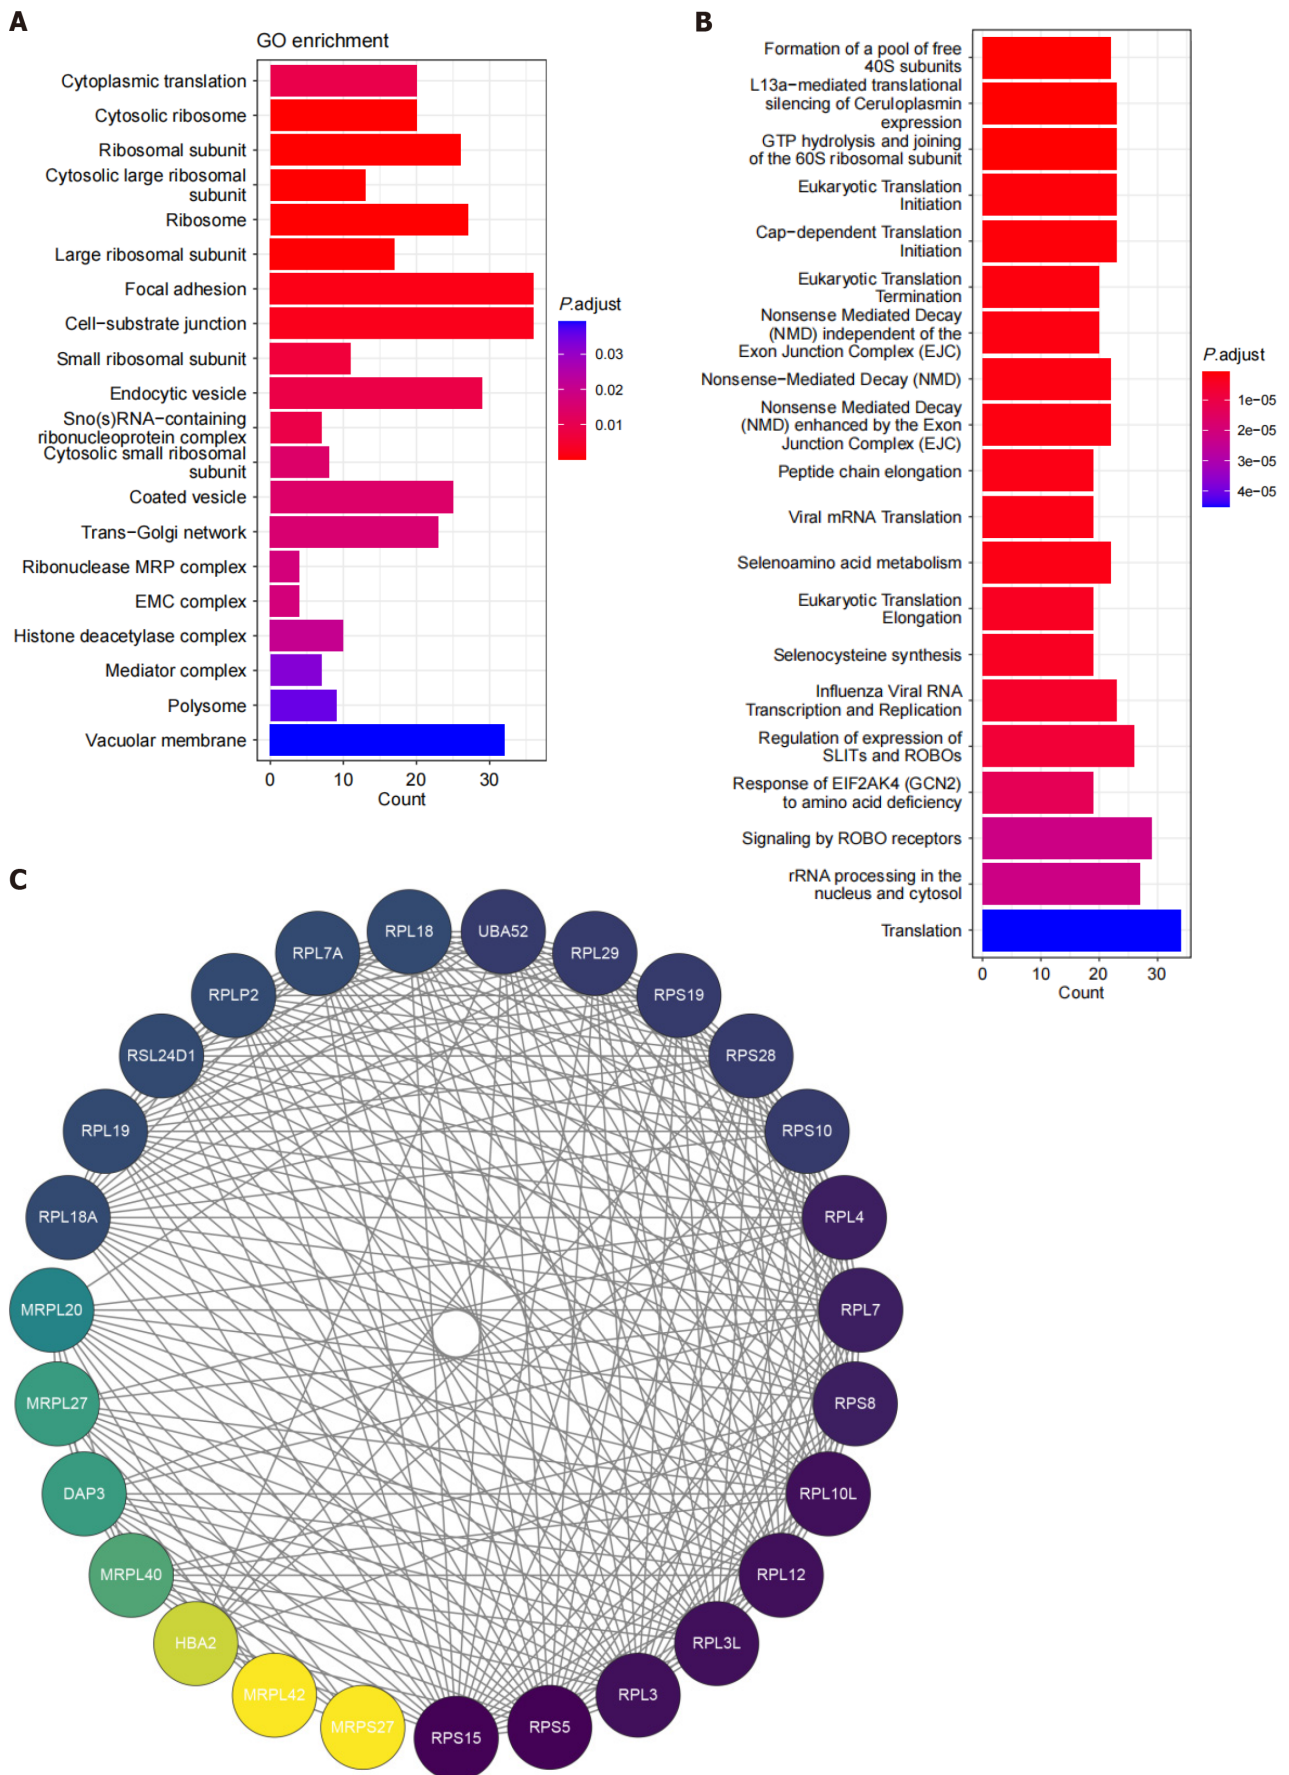 A
GO enrichment
Cytoplasmic translation
Cytosolic ribosome
Ribosomal subunit
Cytosolic large ribosomal
subunit
Ribosome
Large ribosomal subunit
Focal adhesion
Cell−substrate junction
Small ribosomal subunit
Endocytic vesicle
Sno(s)RNA−containing
ribonucleoprotein complex
Cytosolic small ribosomal
subunit
Coated vesicle
Trans−Golgi network
Ribonuclease MRP complex
EMC complex
Histone deacetylase complex
Mediator complex
Polysome
Vacuolar membrane
0 10 20 30
Count
P.adjust
0.03
0.02
0.01
B
Formation of a pool of free
40S subunits
L13a−mediated translational
silencing of Ceruloplasmin
expression
GTP hydrolysis and joining
of the 60S ribosomal subunit
Eukaryotic Translation
Initiation
Cap−dependent Translation
Initiation
Eukaryotic Translation
Termination
Nonsense Mediated Decay
(NMD) independent of the
Exon Junction Complex (EJC)
Nonsense−Mediated Decay (NMD)
Nonsense Mediated Decay
(NMD) enhanced by the Exon
Junction Complex (EJC)
Peptide chain elongation
Viral mRNA Translation
Selenoamino acid metabolism
Eukaryotic Translation
Elongation
Selenocysteine synthesis
Influenza Viral RNA
Transcription and Replication
Regulation of expression of
SLITs and ROBOs
Response of EIF2AK4 (GCN2)
to amino acid deficiency
Signaling by ROBO receptors
rRNA processing in the
nucleus and cytosol
Translation
0 10 20 30
Count
P.adjust
1e−05
2e−05
3e−05
4e−05
C
RPL18
UBA52
RPL7A
RPL29
RPLP2
RPS19
RSL24D1
RPS28
RPL19
RPS10
RPL18A
RPL4
MRPL20
RPL7
MRPL27
RPS8
DAP3
RPL10L
MRPL40
RPL12
HBA2
RPL3L
MRPL42
RPL3
MRPS27
RPS15
RPS5